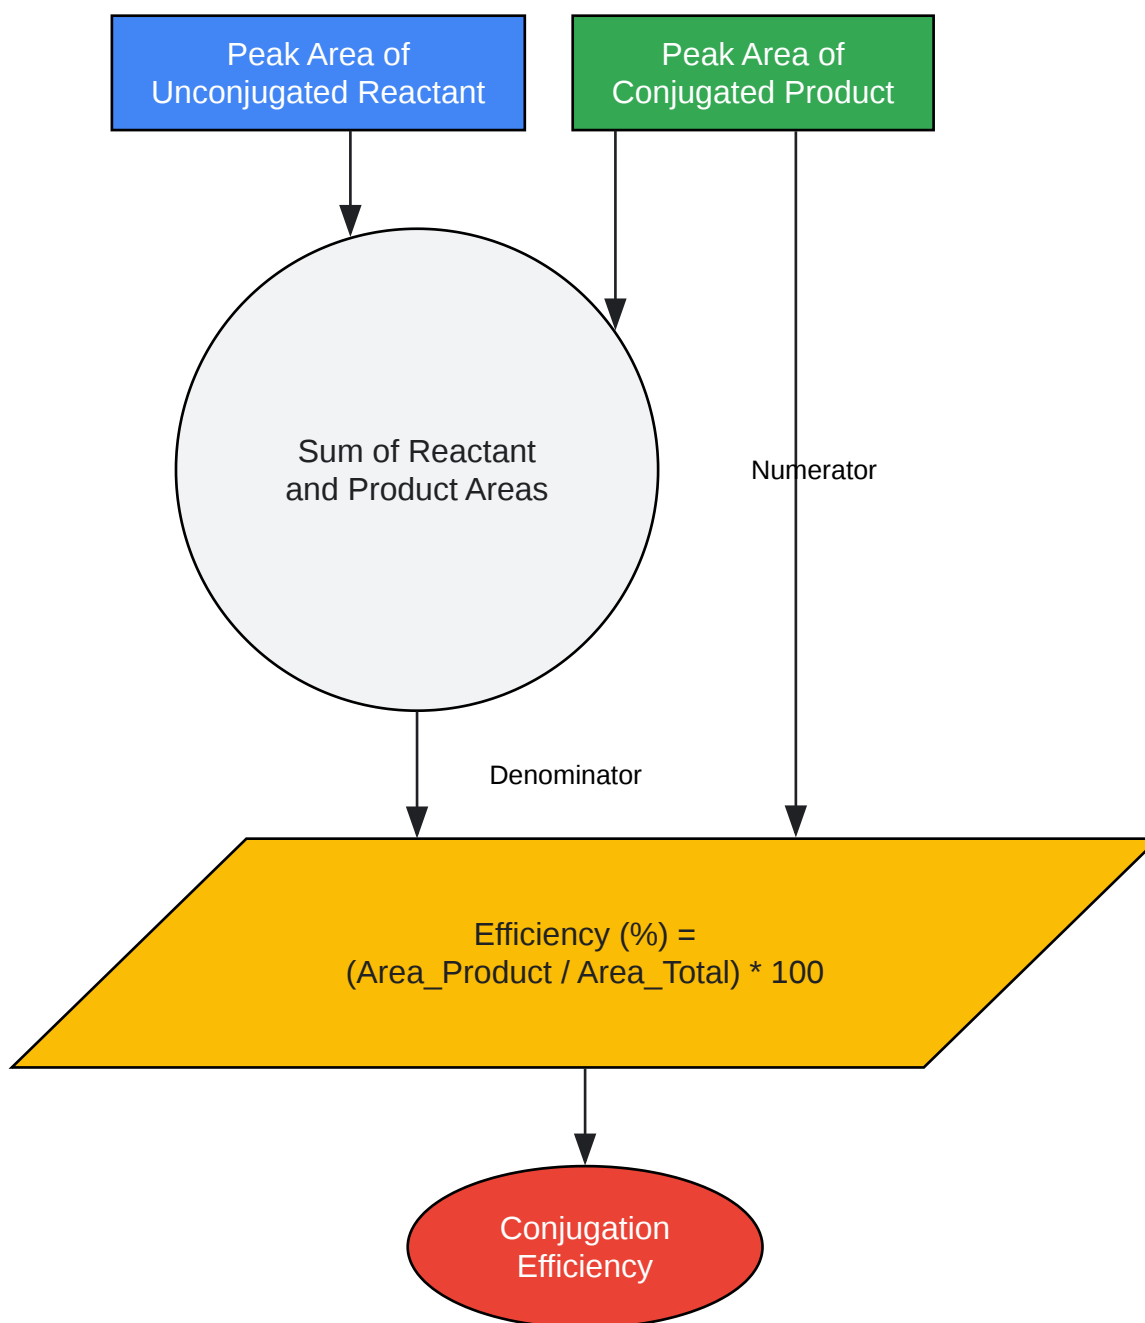 Peak Area of
Unconjugated Reactant
Peak Area of
Conjugated Product
Sum of Reactant
and Product Areas
Numerator
Denominator
Efficiency (%) =
(Area_Product / Area_Total) * 100
Conjugation
Efficiency